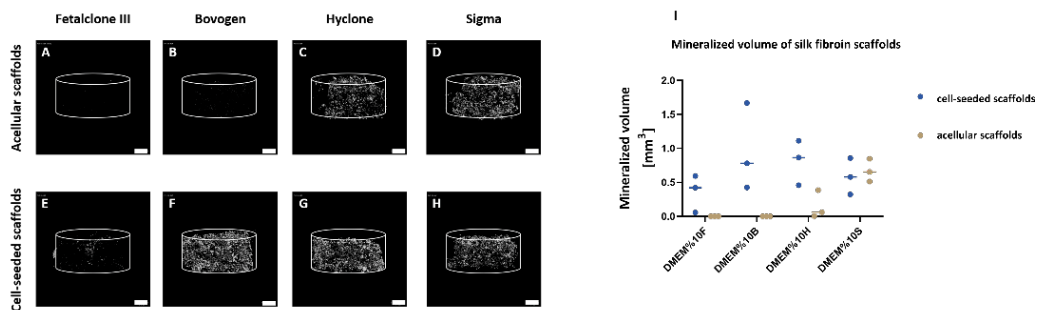 Fetalclone III
Bovogen
Hyclone
Sigma
Acellular scaffolds
A
B
C
D
Cell-seeded scaffolds
E
F
G
H
I
Mineralized volume of silk fibroin scaffolds
Mineralized volume
[mm³]
2.0
1.5
1.0
0.5
0.0
DMEM%10F
DMEM%10B
DMEM%10H
DMEM%10S
cell-seeded scaffolds
acellular scaffolds